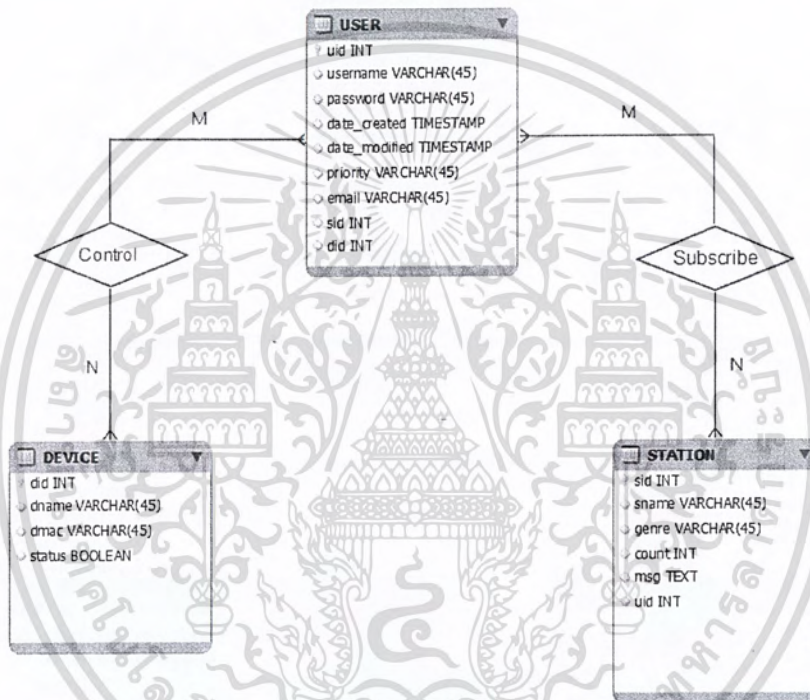 USER
uid INT
username VARCHAR(45)
password VARCHAR(45)
date_created TIMESTAMP
date_modified TIMESTAMP
priority VARCHAR(45)
email VARCHAR(45)
sid INT
did INT
M
M
Control
Subscribe
N
N
DEVICE
did INT
dname VARCHAR(45)
dmac VARCHAR(45)
status BOOLEAN
STATION
sid INT
sname VARCHAR(45)
genre VARCHAR(45)
count INT
msg TEXT
uid INT